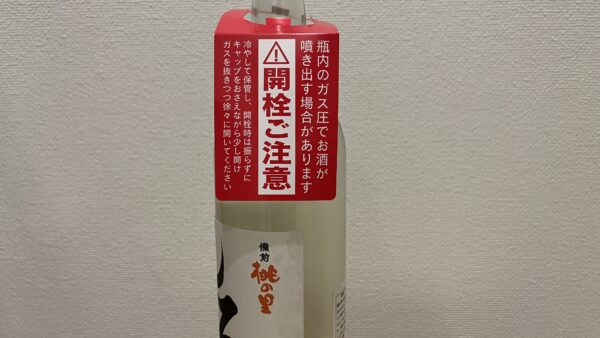 瓶内のガス圧でお酒が
噴き出す場合があります
開栓ご注意
冷やして保管し、開栓時は振らずに
キャップをおさえながら少し開け
ガスを抜きつつ徐々に開いてください
備前
桃の里